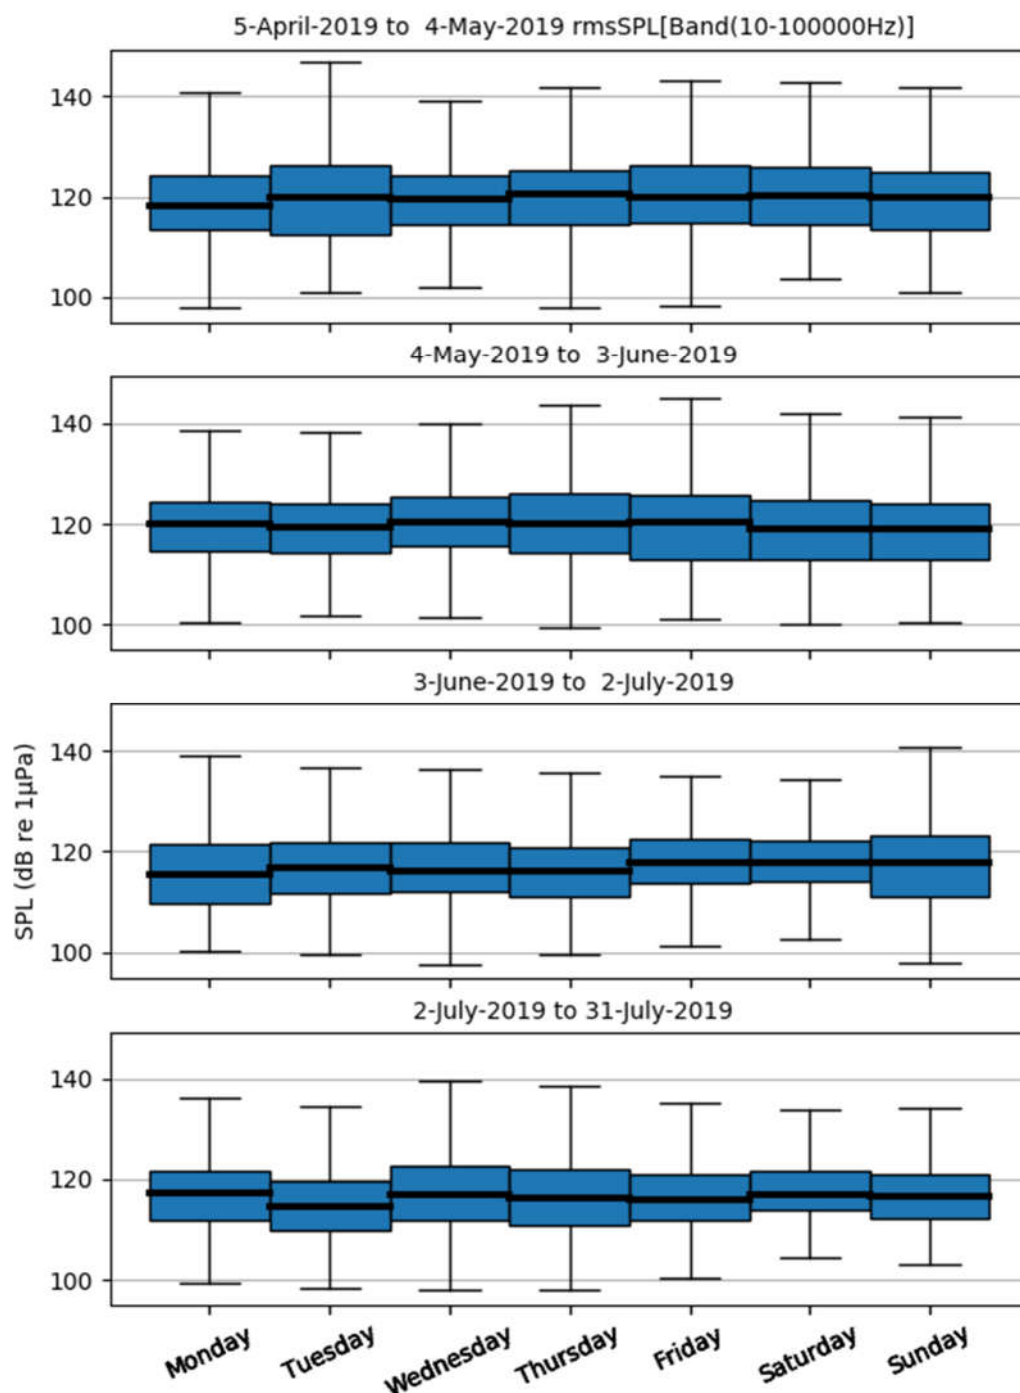 5-April-2019 to  4-May-2019 rmsSPL[Band(10-100000Hz)]
140
120
100
4-May-2019 to  3-June-2019
140
120
100
3-June-2019 to  2-July-2019
SPL (dB re 1µPa)
140
120
100
2-July-2019 to 31-July-2019
140
120
100
Monday Tuesday Wednesday Thursday Friday Saturday Sunday